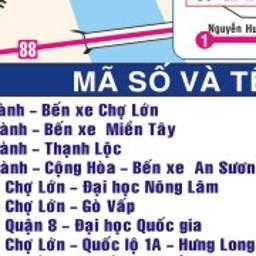 Nguyễn Hu
88
1
MÃ SỐ VÀ TÊ
ành – Bến xe Chợ Lớn
ành – Bến xe Miền Tây
ành – Thạnh Lộc
ành – Cộng Hòa – Bến xe An Sươn
Chợ Lớn – Đại học Nông Lâm
Chợ Lớn – Gò Vấp
Quận 8 – Đại học Quốc gia
Chợ Lớn – Quốc lộ 1A – Hưng Long